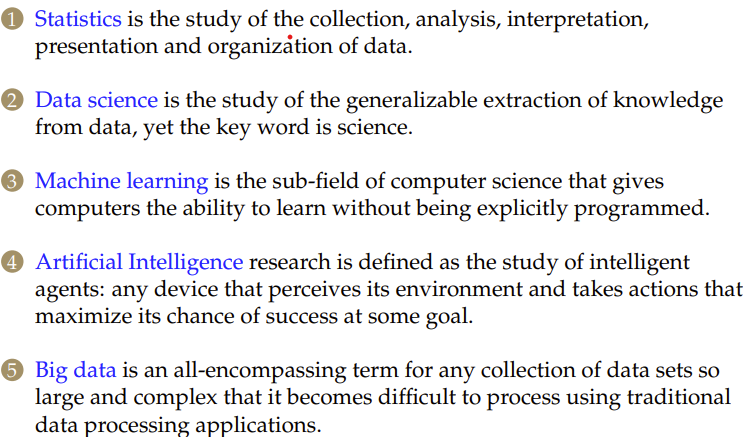 1 Statistics is the study of the collection, analysis, interpretation,
presentation and organization of data.
2 Data science is the study of the generalizable extraction of knowledge
from data, yet the key word is science.
3 Machine learning is the sub-field of computer science that gives
computers the ability to learn without being explicitly programmed.
4 Artificial Intelligence research is defined as the study of intelligent
agents: any device that perceives its environment and takes actions that
maximize its chance of success at some goal.
5 Big data is an all-encompassing term for any collection of data sets so
large and complex that it becomes difficult to process using traditional
data processing applications.